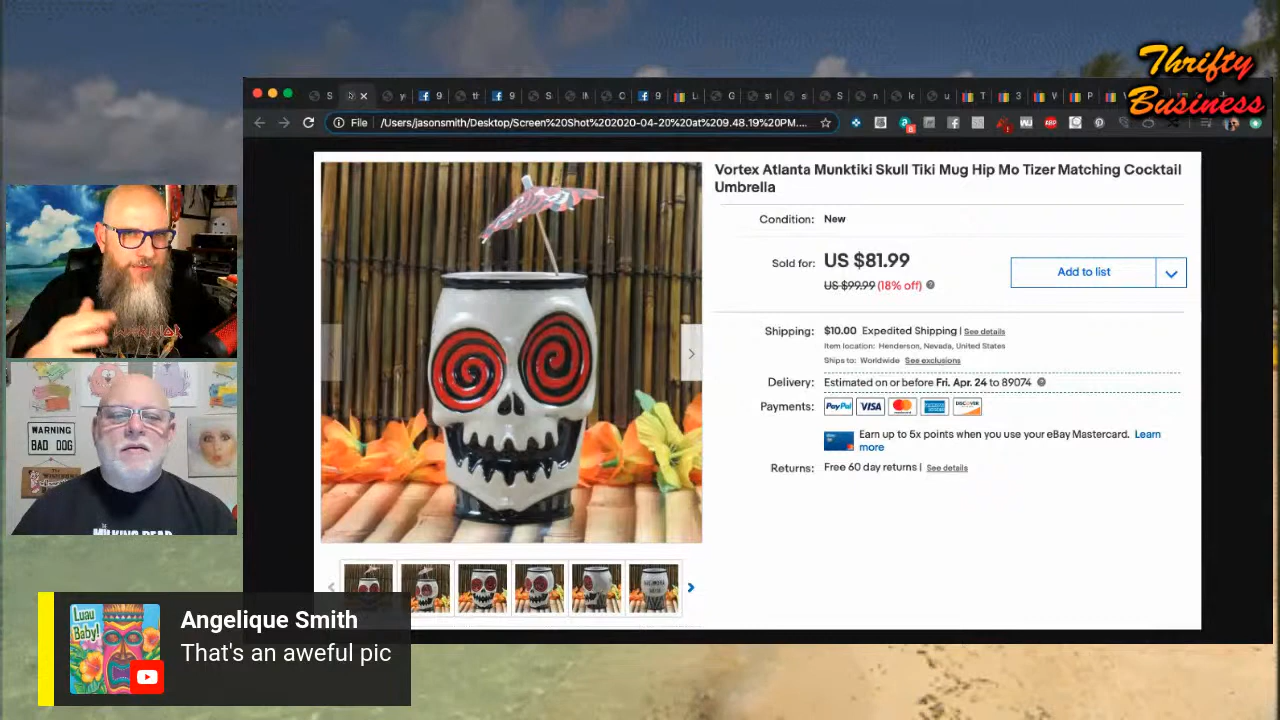 Thrifty
Business
File /Users/jasonsmith/Desktop/Screen%20Shot%202020-04-20%20at%209.48.19%20PM....
Vortex Atlanta Munktiki Skull Tiki Mug Hip Mo Tizer Matching Cocktail
Umbrella
Condition: New
Sold for: US $81.99
Add to list
US $99.99 (18% off)
Shipping: $10.00 Expedited Shipping | See details
Item location: Henderson, Nevada, United States
Ships to: Worldwide See exclusions
Delivery: Estimated on or before Fri. Apr. 24 to 89074
Payments: PayPal VISA DISCOVER
Earn up to 5x points when you use your eBay Mastercard. Learn
more
Returns: Free 60 day returns | See details
WARNING
BAD DOG
Luau
Baby!
Angelique Smith
That's an aweful pic